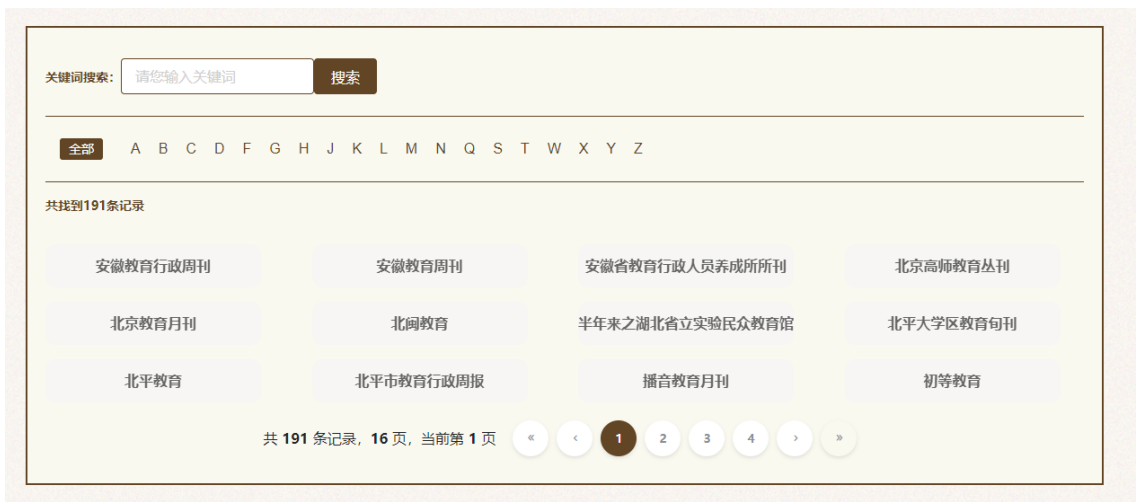 关键词搜索： 请您输入关键词 搜索
全部 A B C D F G H J K L M N Q S T W X Y Z
共找到191条记录
安徽教育行政周刊 安徽教育周刊 安徽省教育行政人员养成所所刊 北京高师教育丛刊
北京教育月刊 北闽教育 半年来之湖北省立实验民众教育馆 北平大学区教育旬刊
北平教育 北平市教育行政周报 播音教育月刊 初等教育
共 191 条记录，16 页，当前第 1 页 « ‹ 1 2 3 4 › »